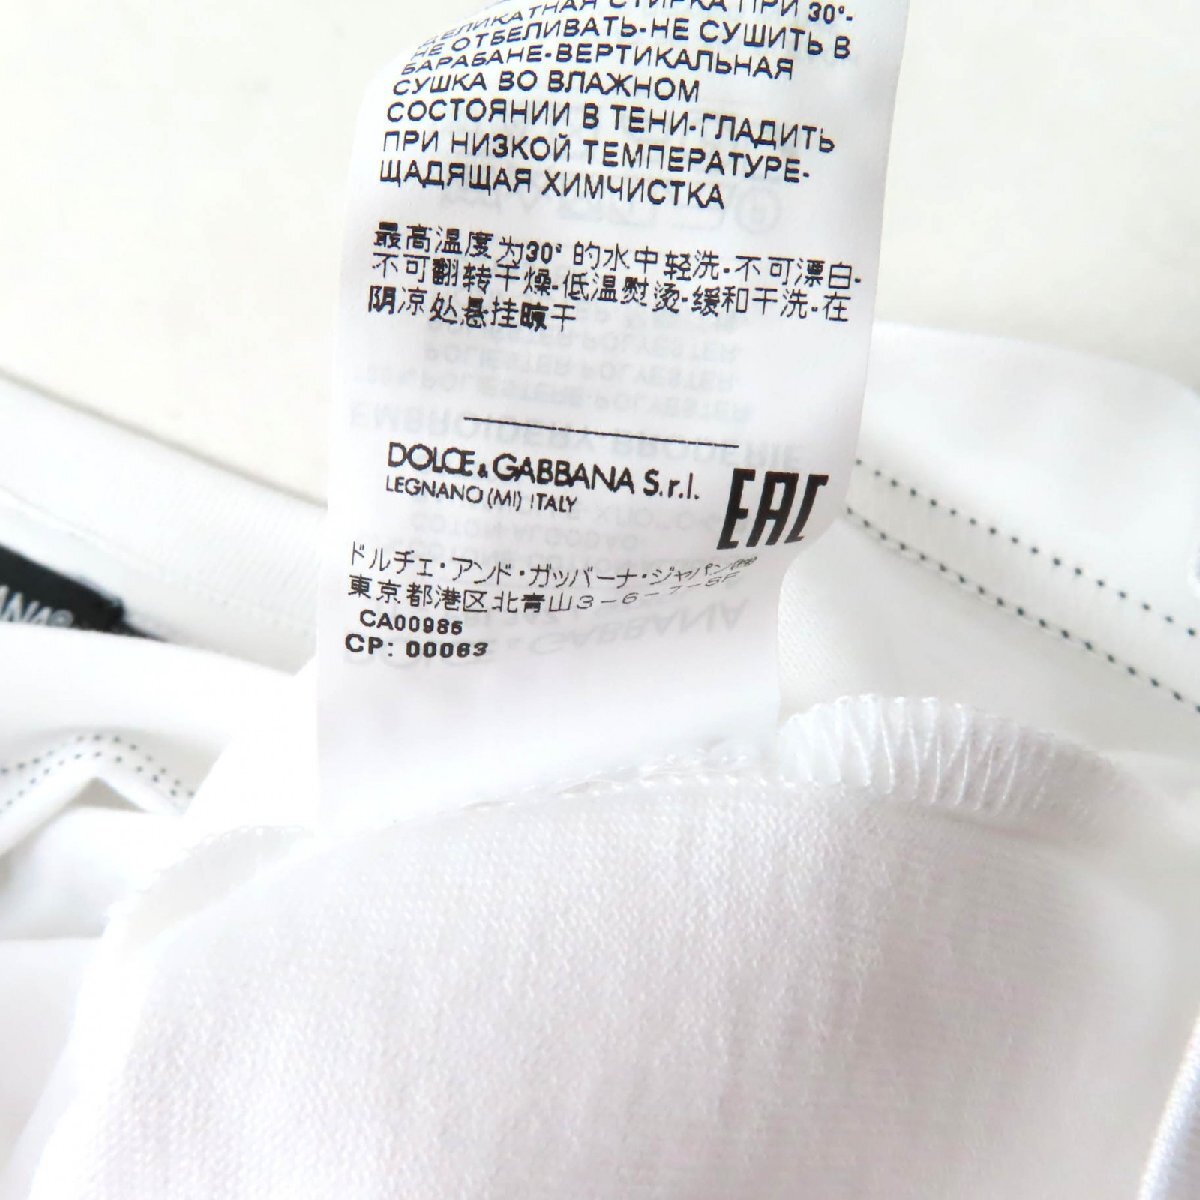 ДЕЛИКАТНАЯ СТИРКА ПРИ 30°-
НЕ ОТБЕЛИВАТЬ-НЕ СУШИТЬ В
БАРАБАНЕ-ВЕРТИКАЛЬНАЯ
СУШКА ВО ВЛАЖНОМ
СОСТОЯНИИ В ТЕНИ-ГЛАДИТЬ
ПРИ НИЗКОЙ ТЕМПЕРАТУРЕ-
ЩАДЯЩАЯ ХИМЧИСТКА
最高温度为30°的水中轻洗-不可漂白-
不可翻转干燥-低温熨烫-缓和干洗-在
阴凉处悬挂晾干
DOLCE & GABBANA S.r.l.
LEGNANO (MI) ITALY
EAC
ドルチェ・アンド・ガッバーナ・ジャパン㈱
東京都港区北青山3-6-7-5F
CA00985
CP: 00063